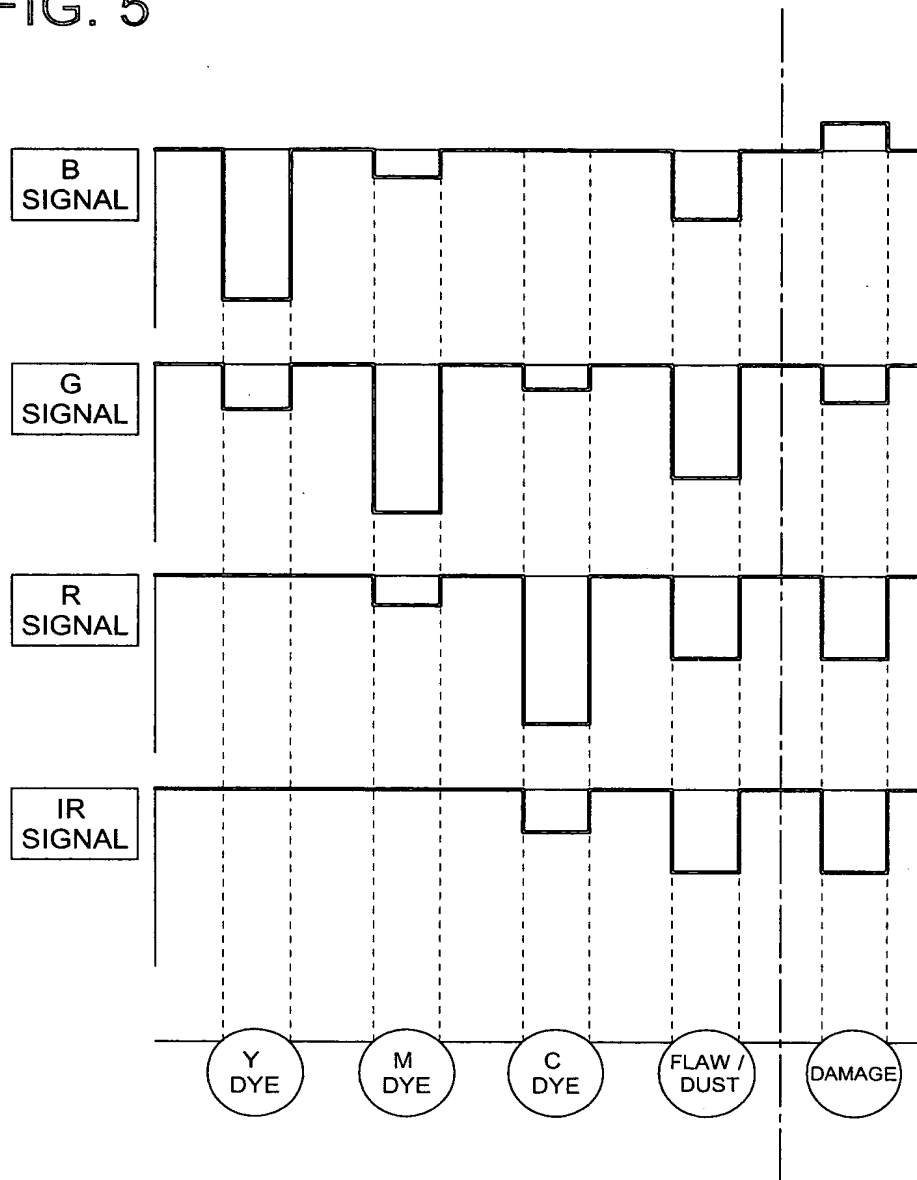 FIG. 5
B
SIGNAL
G
SIGNAL
R
SIGNAL
IR
SIGNAL
Y
DYE
M
DYE
C
DYE
FLAW /
DUST
DAMAGE